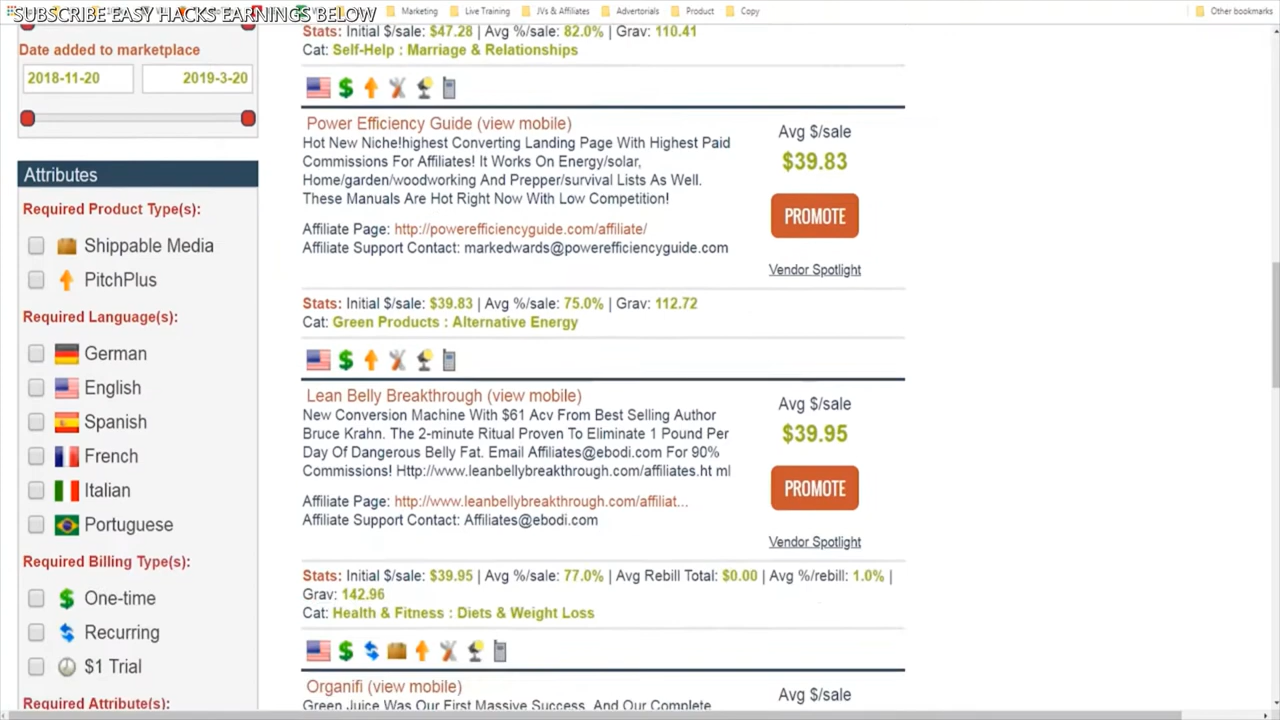 SUBSCRIBE EASY HACKS EARNINGS BELOW
Marketing
Live Training
JVs & Affiliates
Advertorials
Product
Copy
Other bookmarks
Date added to marketplace
2018-11-20
2019-3-20
Attributes
Required Product Type(s):
Shippable Media
PitchPlus
Required Language(s):
German
English
Spanish
French
Italian
Portuguese
Required Billing Type(s):
One-time
Recurring
$1 Trial
Required Attribute(s):
Stats: Initial $/sale: $47.28 | Avg %/sale: 82.0% | Grav: 110.41
Cat: Self-Help : Marriage & Relationships
Power Efficiency Guide (view mobile)
Hot New Niche!highest Converting Landing Page With Highest Paid
Commissions For Affiliates! It Works On Energy/solar,
Home/garden/woodworking And Prepper/survival Lists As Well.
These Manuals Are Hot Right Now With Low Competition!
Affiliate Page: http://powerefficiencyguide.com/affiliate/
Affiliate Support Contact: markedwards@powerefficiencyguide.com
Avg $/sale
$39.83
PROMOTE
Vendor Spotlight
Stats: Initial $/sale: $39.83 | Avg %/sale: 75.0% | Grav: 112.72
Cat: Green Products : Alternative Energy
Lean Belly Breakthrough (view mobile)
New Conversion Machine With $61 Acv From Best Selling Author
Bruce Krahn. The 2-minute Ritual Proven To Eliminate 1 Pound Per
Day Of Dangerous Belly Fat. Email Affiliates@ebodi.com For 90%
Commissions! Http://www.leanbellybreakthrough.com/affiliates.ht ml
Affiliate Page: http://www.leanbellybreakthrough.com/affiliat...
Affiliate Support Contact: Affiliates@ebodi.com
Avg $/sale
$39.95
PROMOTE
Vendor Spotlight
Stats: Initial $/sale: $39.95 | Avg %/sale: 77.0% | Avg Rebill Total: $0.00 | Avg %/rebill: 1.0% |
Grav: 142.96
Cat: Health & Fitness : Diets & Weight Loss
Organifi (view mobile)
Green Juice Was Our First Massive Success, And Our Complete
Avg $/sale